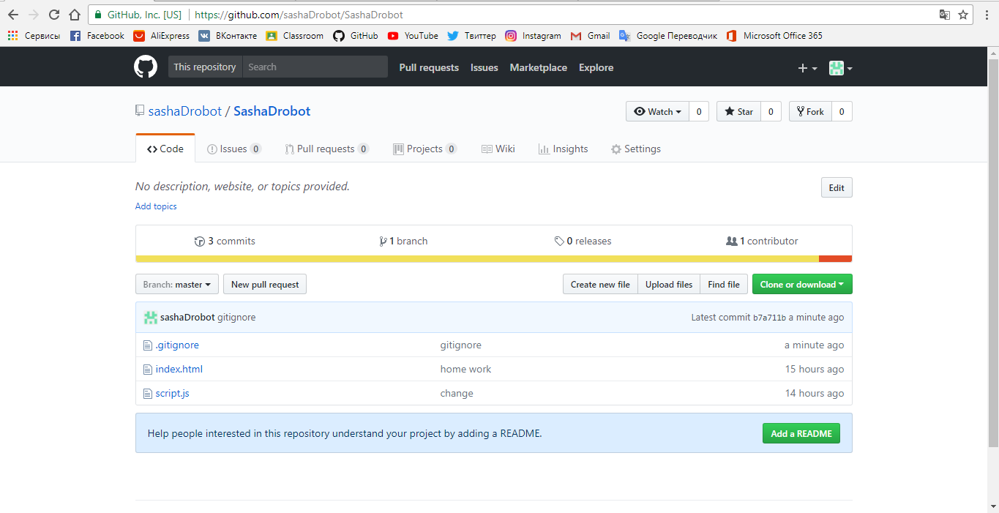 GitHub, Inc. [US] https://github.com/sashaDrobot/SashaDrobot
Сервисы Facebook AliExpress ВКонтакте Classroom GitHub YouTube Твиттер Instagram Gmail Google Переводчик Microsoft Office 365
This repository Search Pull requests Issues Marketplace Explore
sashaDrobot / SashaDrobot Watch 0 Star 0 Fork 0
Code Issues 0 Pull requests 0 Projects 0 Wiki Insights Settings
No description, website, or topics provided. Edit
Add topics
3 commits 1 branch 0 releases 1 contributor
Branch: master New pull request Create new file Upload files Find file Clone or download
sashaDrobot gitignore Latest commit b7a711b a minute ago
.gitignore gitignore a minute ago
index.html home work 15 hours ago
script.js change 14 hours ago
Help people interested in this repository understand your project by adding a README. Add a README